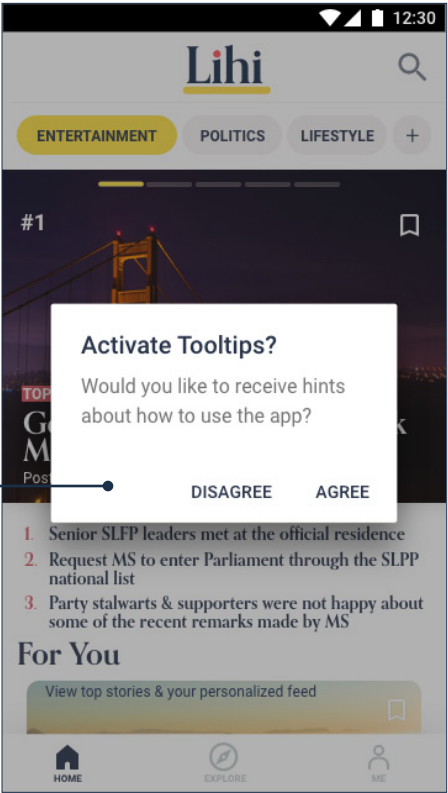 12:30
Lihi
ENTERTAINMENT
POLITICS
LIFESTYLE
+
#1
Activate Tooltips?
Would you like to receive hints
about how to use the app?
TOP
G
k
M
Pos
DISAGREE
AGREE
1. Senior SLFP leaders met at the official residence
2. Request MS to enter Parliament through the SLPP
national list
3. Party stalwarts & supporters were not happy about
some of the recent remarks made by MS
For You
View top stories & your personalized feed
HOME
EXPLORE
ME